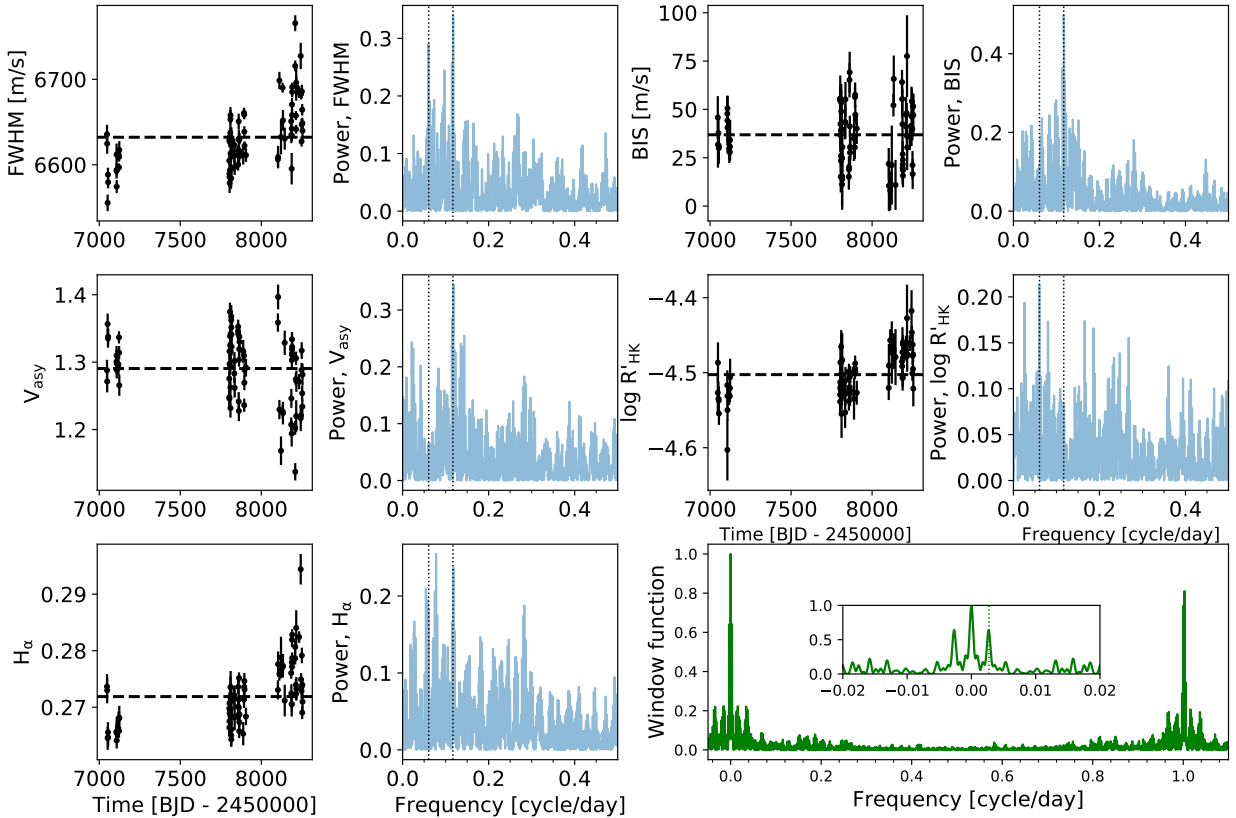 FWHM [m/s]
6700
6600
7000 7500 8000
Power, FWHM
0.3
0.2
0.1
0.0
0.0 0.2 0.4
BIS [m/s]
100
75
50
25
0
7000 7500 8000
Power, BIS
0.4
0.2
0.0
0.0 0.2 0.4
V_asy
1.4
1.3
1.2
7000 7500 8000
Power, V_asy
0.3
0.2
0.1
0.0
0.0 0.2 0.4
log R'_HK
−4.4
−4.5
−4.6
7000 7500 8000
Time [BJD - 2450000]
Power, log R'_HK
0.20
0.15
0.10
0.05
0.00
0.0 0.2 0.4
Frequency [cycle/day]
H_α
0.29
0.28
0.27
7000 7500 8000
Time [BJD - 2450000]
Power, H_α
0.2
0.1
0.0
0.0 0.2 0.4
Frequency [cycle/day]
Window function
1.0
0.8
0.6
0.4
0.2
0.0
0.0 0.2 0.4 0.6 0.8 1.0
Frequency [cycle/day]
1.0
0.5
0.0
−0.02 −0.01 0.00 0.01 0.02